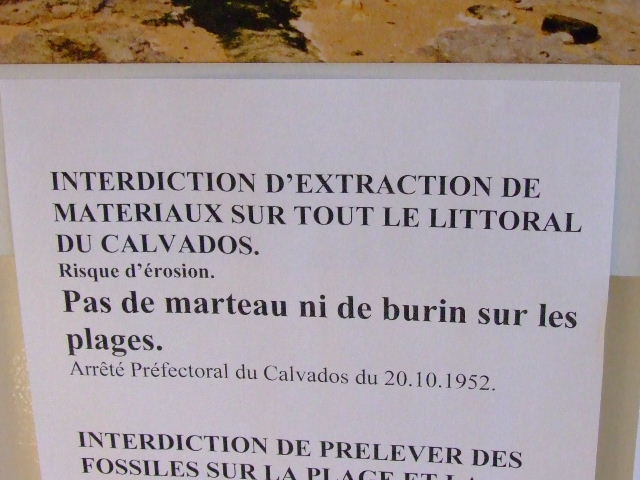 INTERDICTION D'EXTRACTION DE
MATERIAUX SUR TOUT LE LITTORAL
DU CALVADOS.
Risque d'érosion.
Pas de marteau ni de burin sur les
plages.
Arrêté Préfectoral du Calvados du 20.10.1952.
INTERDICTION DE PRELEVER DES
FOSSILES SUR LA PLAGE ET LA